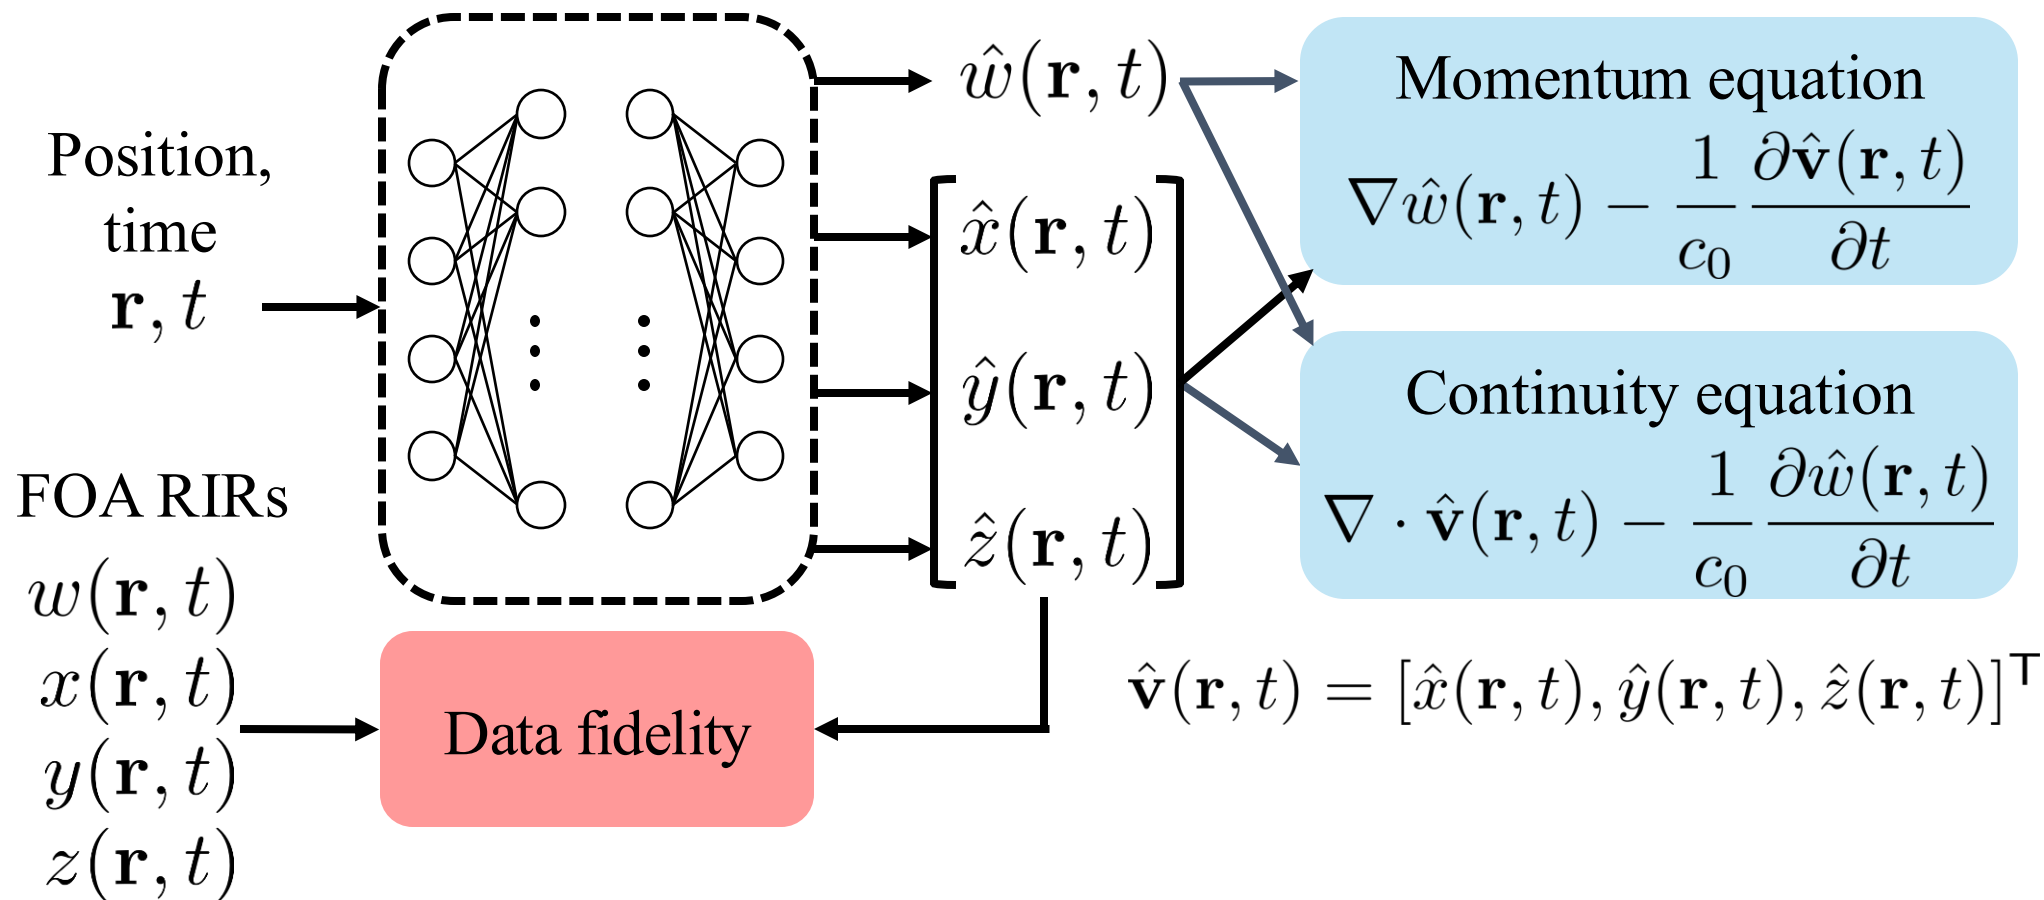 Position,
time
r, t
FOA RIRs
w(r, t)
x(r, t)
y(r, t)
z(r, t)
Data fidelity
ŵ(r, t)
x̂(r, t)
ŷ(r, t)
ẑ(r, t)
Momentum equation
∇ŵ(r, t) − 1/c₀ ∂v̂(r, t)/∂t
Continuity equation
∇ · v̂(r, t) − 1/c₀ ∂ŵ(r, t)/∂t
v̂(r, t) = [x̂(r, t), ŷ(r, t), ẑ(r, t)]ᵀ